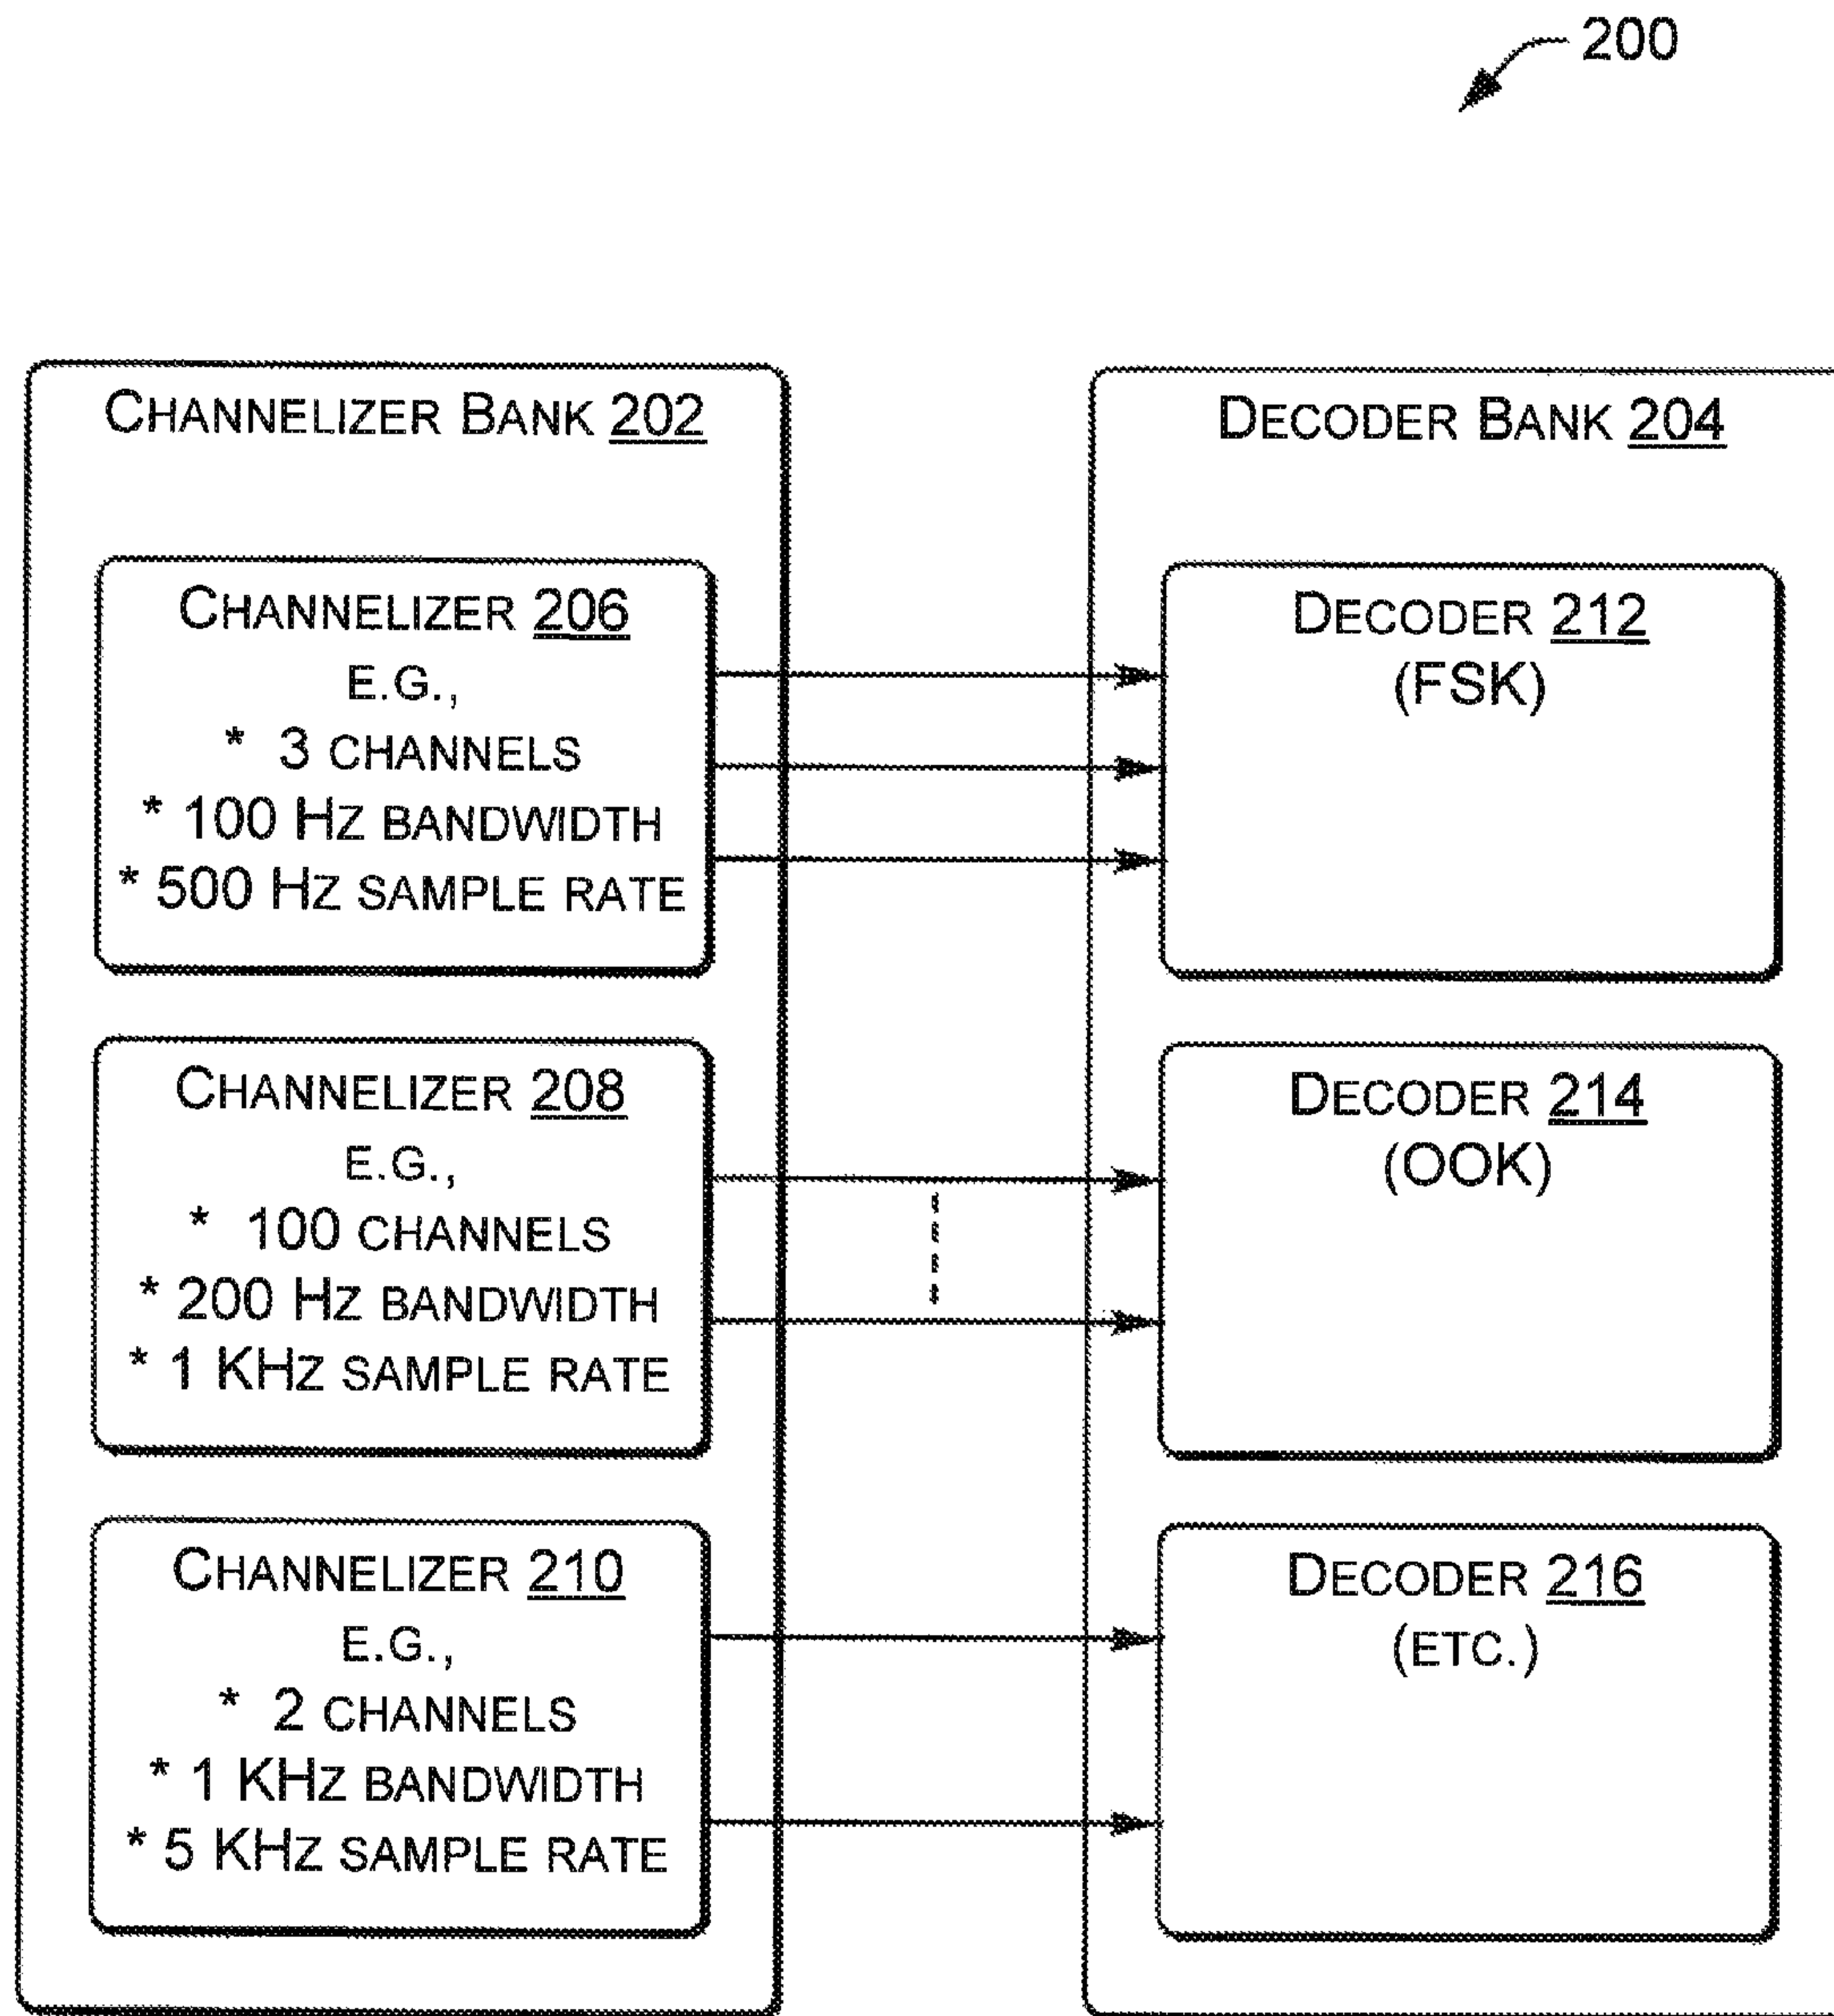 200
CHANNELIZER BANK 202
CHANNELIZER 206
E.G.,
* 3 CHANNELS
* 100 HZ BANDWIDTH
* 500 HZ SAMPLE RATE
CHANNELIZER 208
E.G.,
* 100 CHANNELS
* 200 HZ BANDWIDTH
* 1 KHZ SAMPLE RATE
CHANNELIZER 210
E.G.,
* 2 CHANNELS
* 1 KHZ BANDWIDTH
* 5 KHZ SAMPLE RATE
DECODER BANK 204
DECODER 212
(FSK)
DECODER 214
(OOK)
DECODER 216
(ETC.)